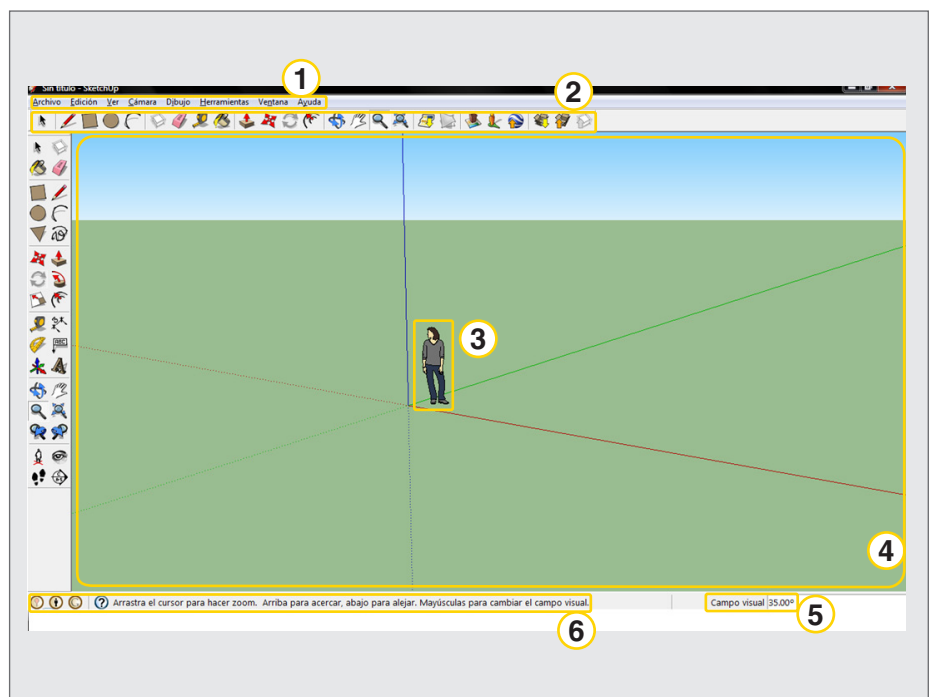 1
Sin título - SketchUp
Archivo Edición Ver Cámara Dibujo Herramientas Ventana Ayuda
2
3
4
Arrastra el cursor para hacer zoom. Arriba para acercar, abajo para alejar. Mayúsculas para cambiar el campo visual.
Campo visual 35.00º
5
6